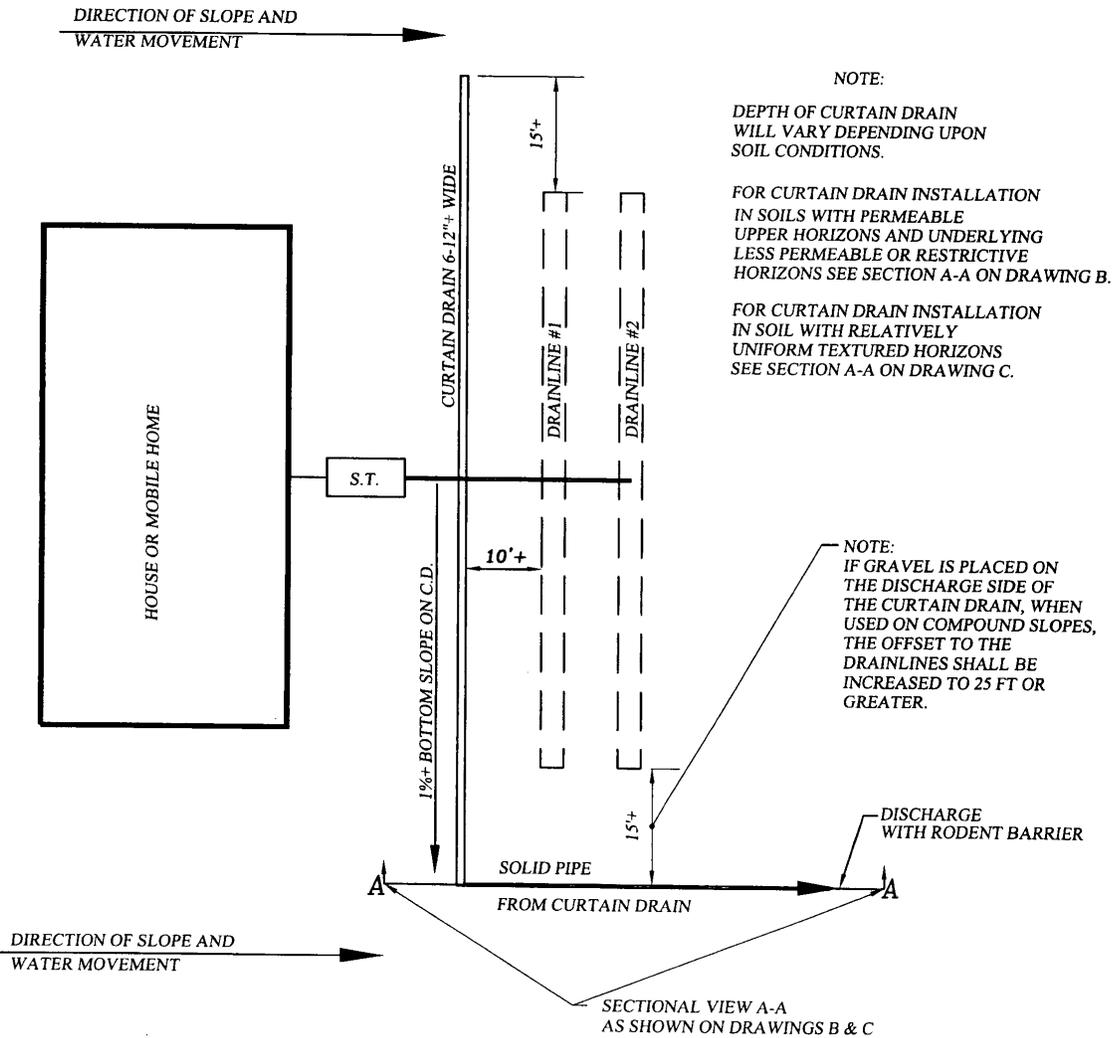 DIRECTION OF SLOPE AND
WATER MOVEMENT
NOTE:
DEPTH OF CURTAIN DRAIN
WILL VARY DEPENDING UPON
SOIL CONDITIONS.
FOR CURTAIN DRAIN INSTALLATION
IN SOILS WITH PERMEABLE
UPPER HORIZONS AND UNDERLYING
LESS PERMEABLE OR RESTRICTIVE
HORIZONS SEE SECTION A-A ON DRAWING B.
FOR CURTAIN DRAIN INSTALLATION
IN SOIL WITH RELATIVELY
UNIFORM TEXTURED HORIZONS
SEE SECTION A-A ON DRAWING C.
15'+
CURTAIN DRAIN 6-12"+ WIDE
DRAINLINE #1
DRAINLINE #2
HOUSE OR MOBILE HOME
S.T.
10'+
1%+ BOTTOM SLOPE ON C.D.
NOTE:
IF GRAVEL IS PLACED ON
THE DISCHARGE SIDE OF
THE CURTAIN DRAIN, WHEN
USED ON COMPOUND SLOPES,
THE OFFSET TO THE
DRAINLINES SHALL BE
INCREASED TO 25 FT OR
GREATER.
15'+
DISCHARGE
WITH RODENT BARRIER
SOLID PIPE
A
A
FROM CURTAIN DRAIN
DIRECTION OF SLOPE AND
WATER MOVEMENT
SECTIONAL VIEW A-A
AS SHOWN ON DRAWINGS B & C